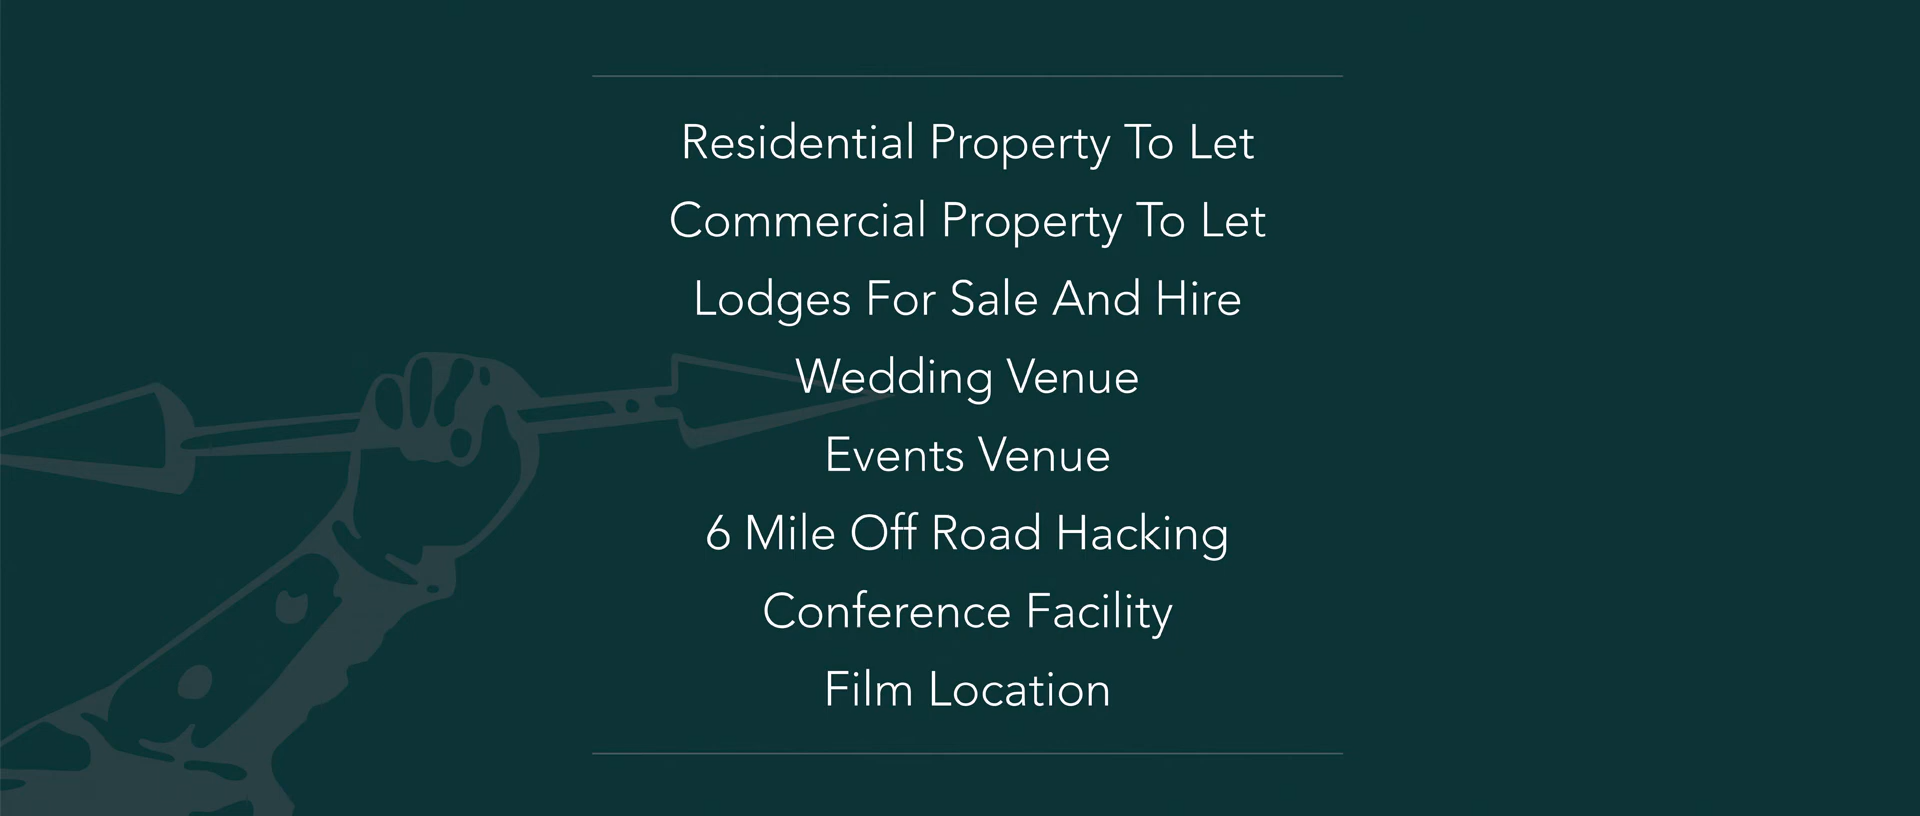 Residential Property To Let
Commercial Property To Let
Lodges For Sale And Hire
Wedding Venue
Events Venue
6 Mile Off Road Hacking
Conference Facility
Film Location